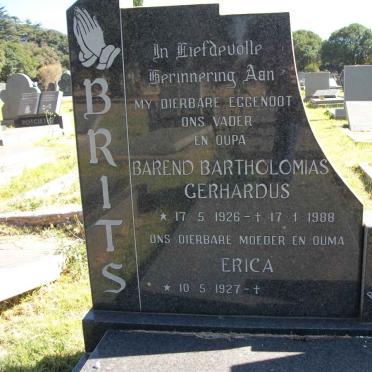 BRITS
In Liefdevolle
Herinnering Aan
MY DIERBARE EGGENOOT
ONS VADER
EN OUPA
BAREND BARTHOLOMIAS
GERHARDUS
* 17 5 1926 - † 17 1 1988
ONS DIERBARE MOEDER EN OUMA
ERICA
* 10 5 1927 - †